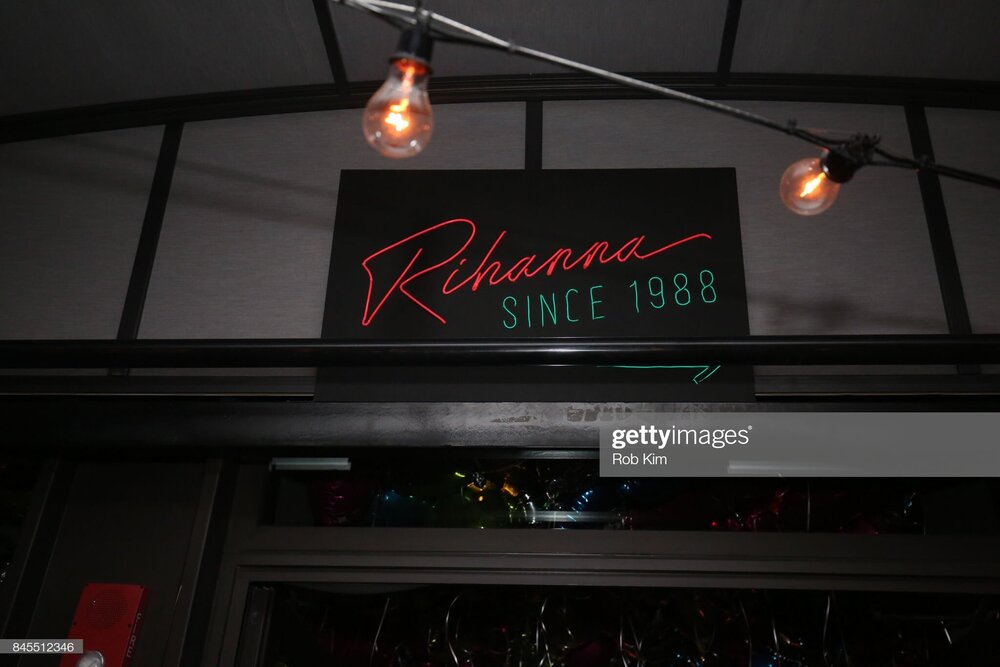 Rihanna
SINCE 1988
gettyimages®
Rob Kim
845512346